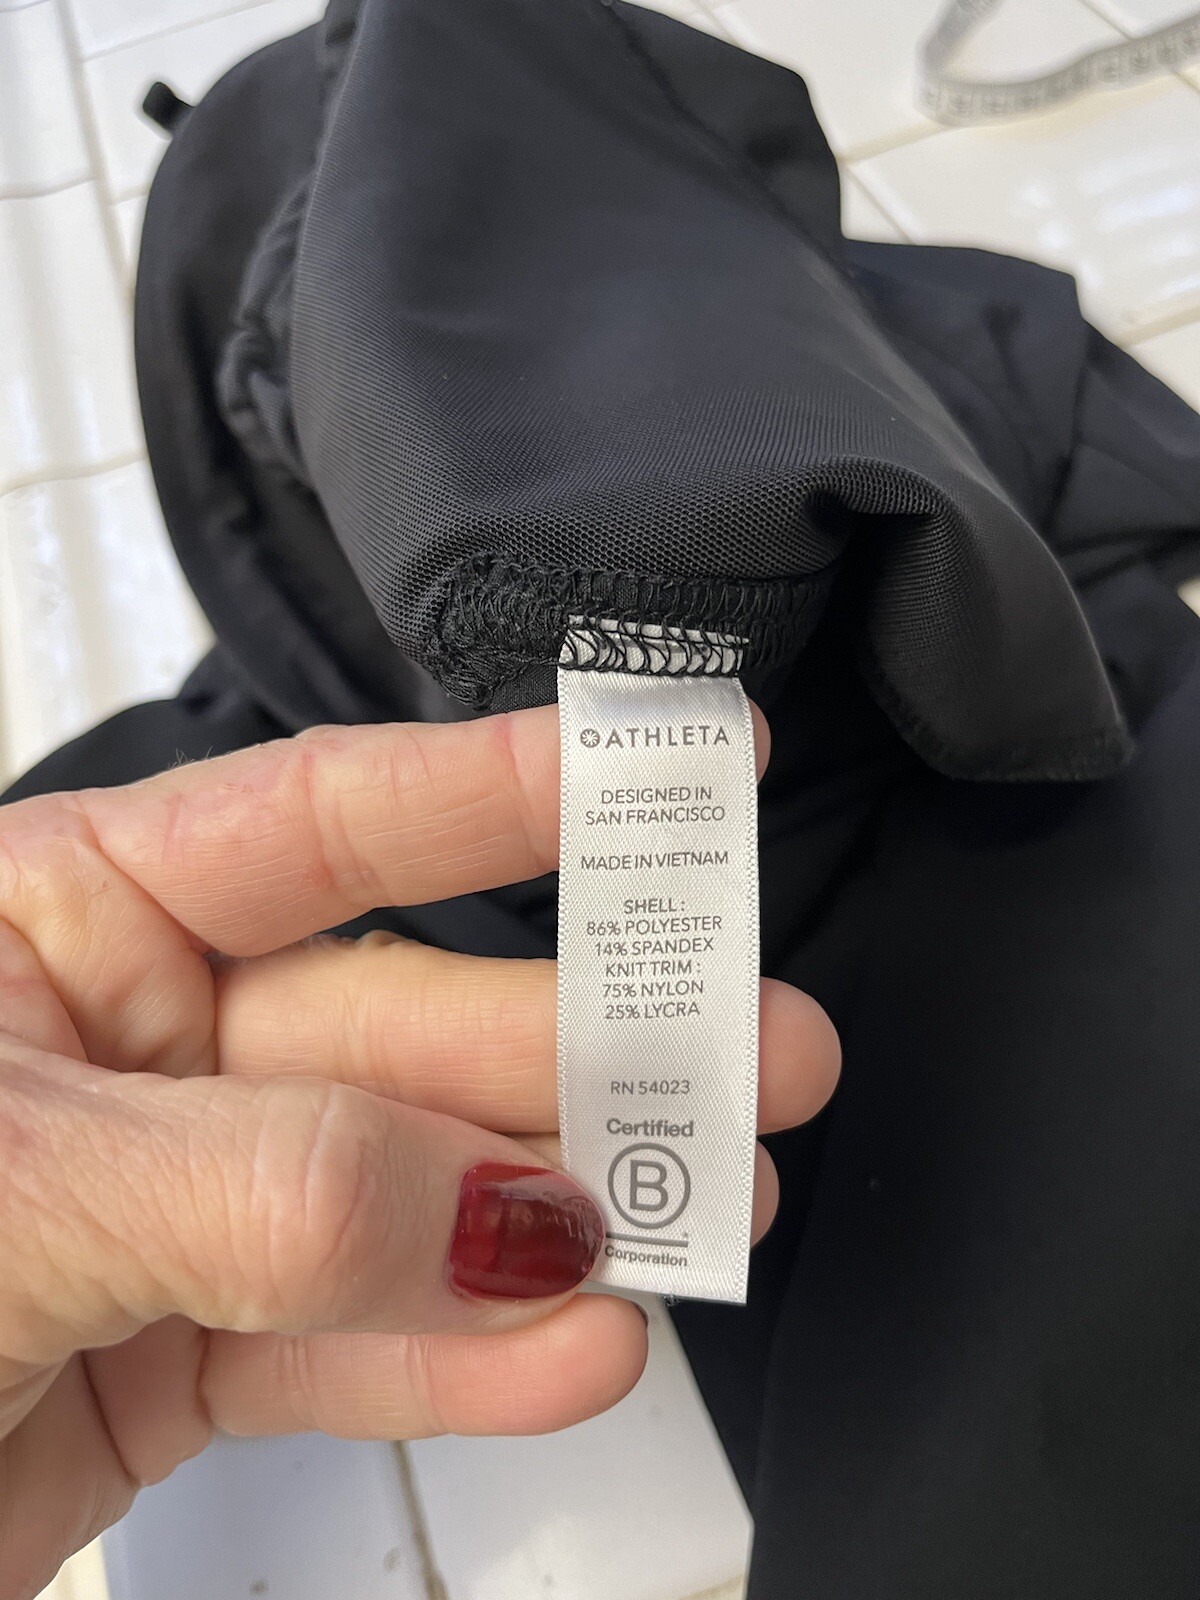 ATHLETA
DESIGNED IN
SAN FRANCISCO
MADE IN VIETNAM
SHELL :
86% POLYESTER
14% SPANDEX
KNIT TRIM :
75% NYLON
25% LYCRA
RN 54023
Certified
B
Corporation